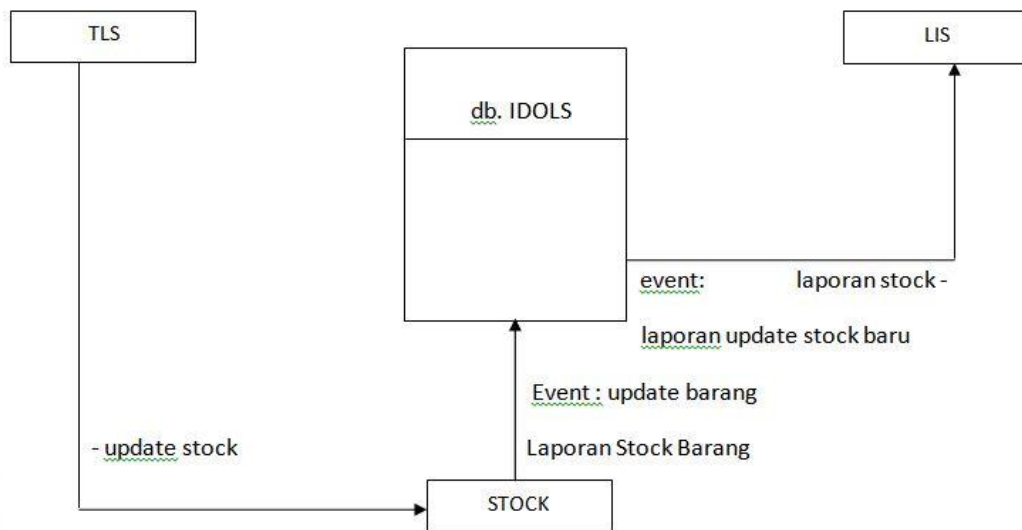 TLS
LIS
db. IDOLS
event: laporan stock -
laporan update stock baru
Event : update barang
- update stock
Laporan Stock Barang
STOCK